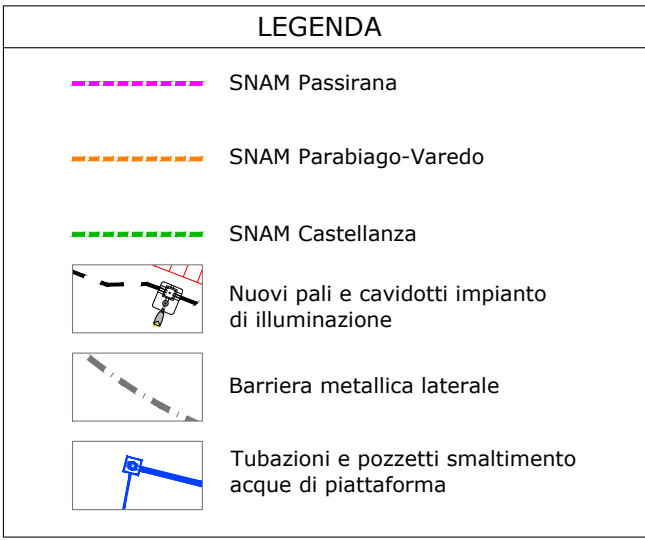 LEGENDA
SNAM Passirana
SNAM Parabiago-Varedo
SNAM Castellanza
Nuovi pali e cavidotti impianto
di illuminazione
Barriera metallica laterale
Tubazioni e pozzetti smaltimento
acque di piattaforma